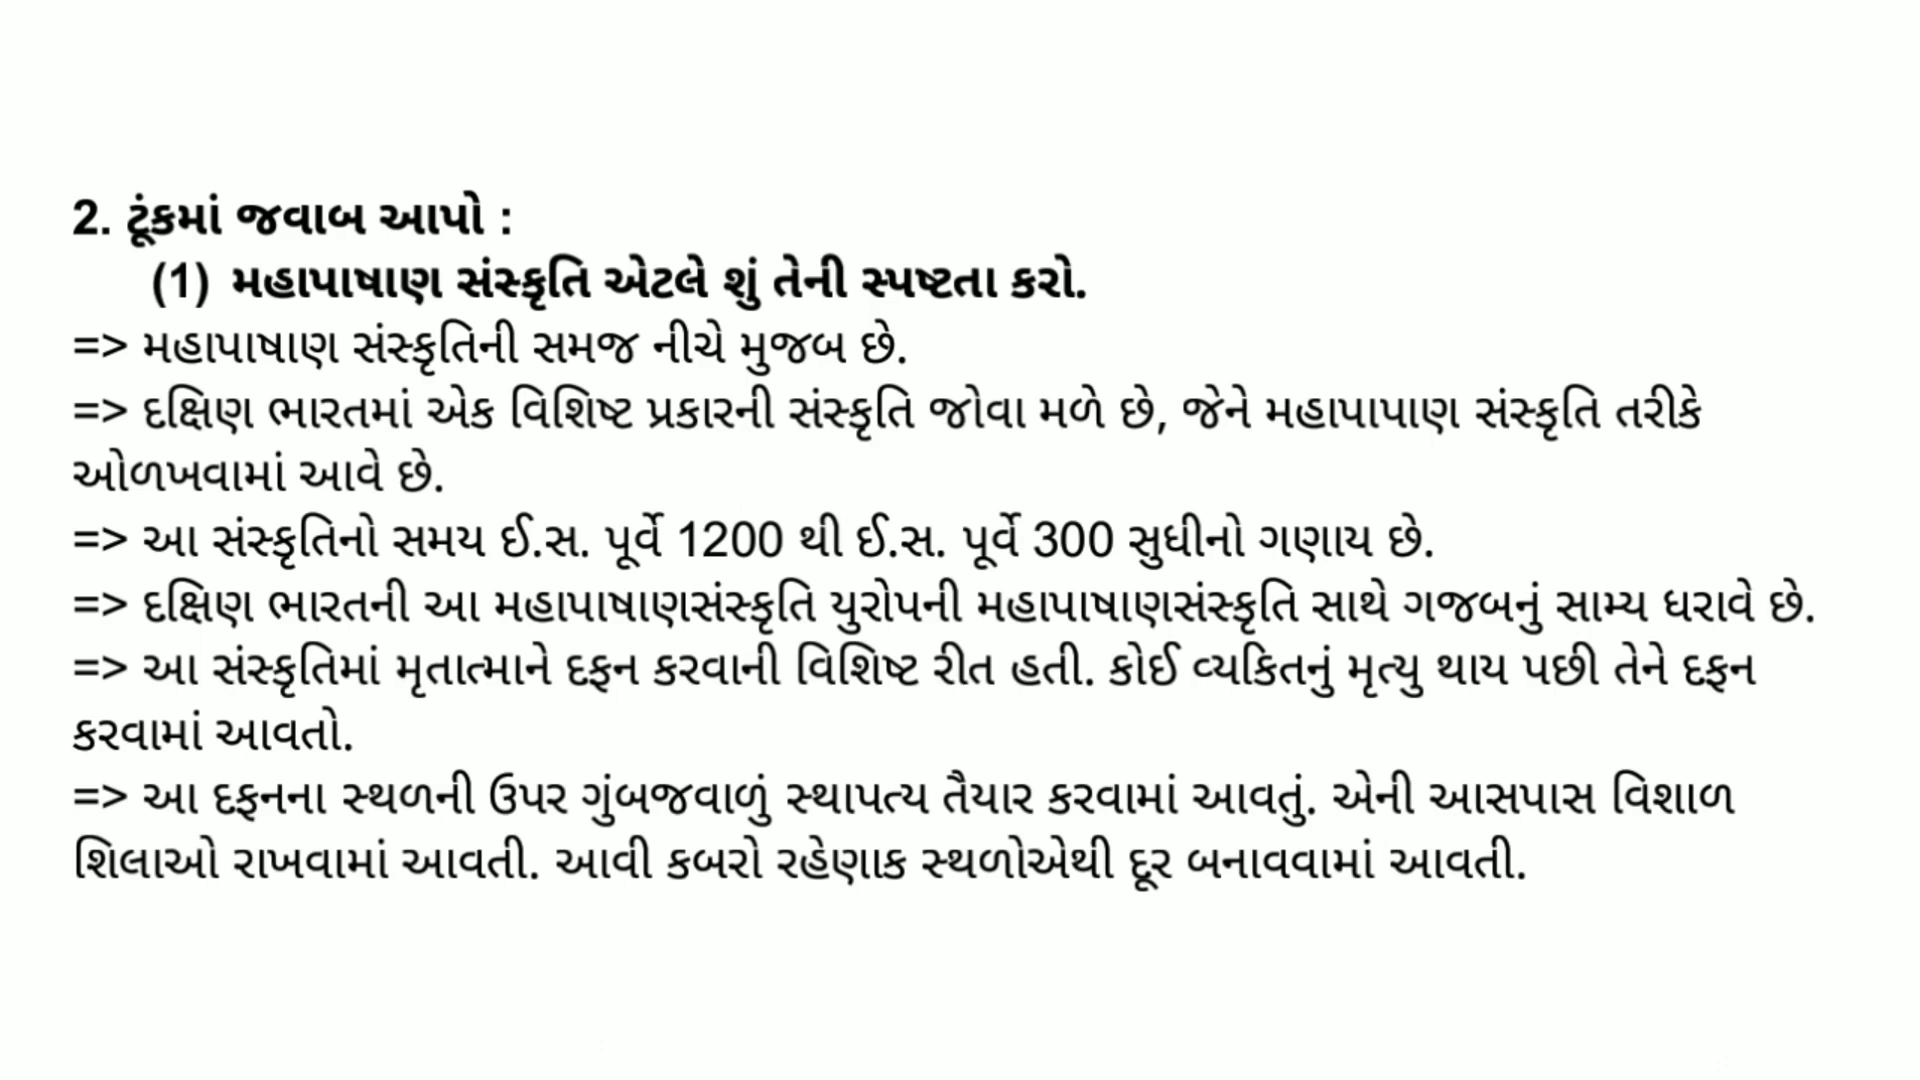 2. ટૂંકમાં જવાબ આપો :
(1) મહાપાષાણ સંસ્કૃતિ એટલે શું તેની સ્પષ્ટતા કરો.
=> મહાપાષાણ સંસ્કૃતિની સમજ નીચે મુજબ છે.
=> દક્ષિણ ભારતમાં એક વિશિષ્ટ પ્રકારની સંસ્કૃતિ જોવા મળે છે, જેને મહાપાપાણ સંસ્કૃતિ તરીકે
ઓળખવામાં આવે છે.
=> આ સંસ્કૃતિનો સમય ઈ.સ. પૂર્વે 1200 થી ઈ.સ. પૂર્વે 300 સુધીનો ગણાય છે.
=> દક્ષિણ ભારતની આ મહાપાષાણસંસ્કૃતિ યુરોપની મહાપાષાણસંસ્કૃતિ સાથે ગજબનું સામ્ય ધરાવે છે.
=> આ સંસ્કૃતિમાં મૃતાત્માને દફન કરવાની વિશિષ્ટ રીત હતી. કોઈ વ્યકિતનું મૃત્યુ થાય પછી તેને દફન
કરવામાં આવતો.
=> આ દફનના સ્થળની ઉપર ગુંબજવાળું સ્થાપત્ય તૈયાર કરવામાં આવતું. એની આસપાસ વિશાળ
શિલાઓ રાખવામાં આવતી. આવી કબરો રહેણાક સ્થળોએથી દૂર બનાવવામાં આવતી.